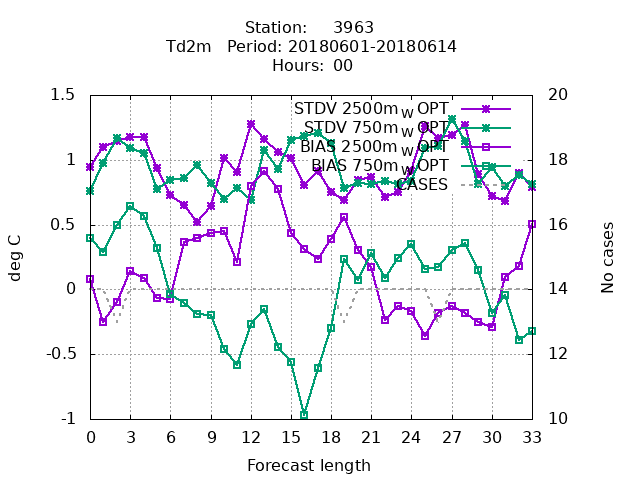 Station: 3963
Td2m Period: 20180601-20180614
Hours: 00
1.5
1
0.5
0
-0.5
-1
20
18
16
14
12
10
STDV 2500m_W OPT
STDV 750m_W OPT
BIAS 2500m_W OPT
BIAS 750m_W OPT
CASES
deg C
No cases
0 3 6 9 12 15 18 21 24 27 30 33
Forecast length